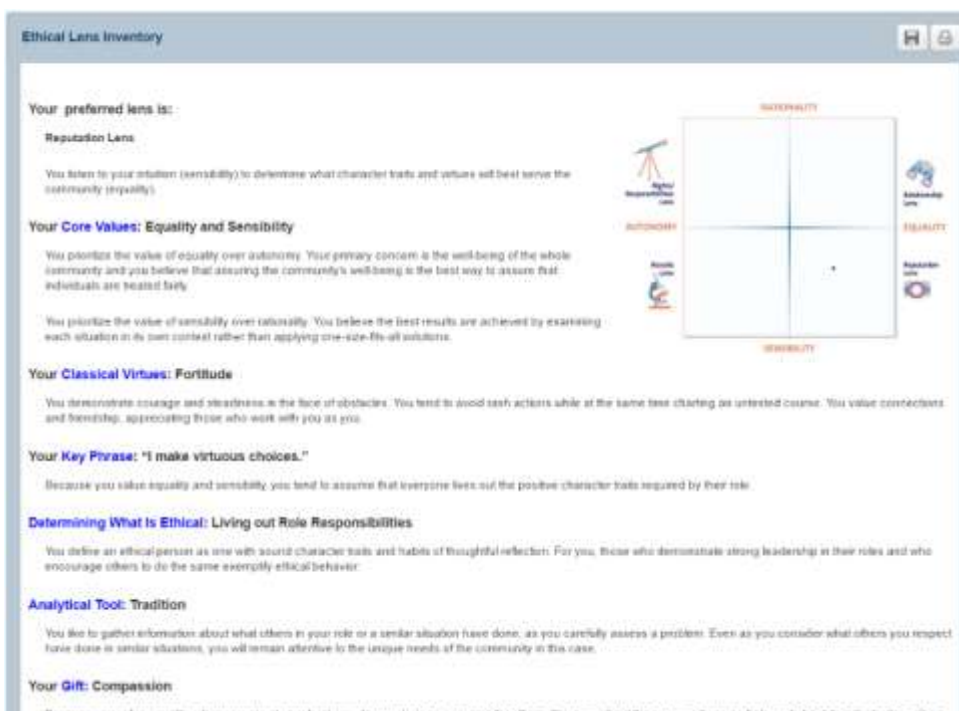 Ethical Lens Inventory
Your preferred lens is:
Reputation Lens
You listen to your intuition (sensibility) to determine what character traits and virtues will best serve the
community (equality).
Your Core Values: Equality and Sensibility
You prioritize the value of equality over autonomy. Your primary concern is the well-being of the whole
community and you believe that assuring the community's well-being is the best way to assure that
individuals are treated fairly.
You prioritize the value of sensibility over rationality. You believe the best results are achieved by examining
each situation in its own context rather than applying one-size-fits-all solutions.
RATIONALITY
Rights/
Responsibilities
Lens
Relationship
Lens
AUTONOMY
EQUALITY
Results
Lens
Reputation
Lens
SENSIBILITY
Your Classical Virtues: Fortitude
You demonstrate courage and steadiness in the face of obstacles. You tend to avoid rash actions while at the same time charting an untested course. You value connections
and friendship, appreciating those who work with you as you.
Your Key Phrase: "I make virtuous choices."
Because you value equality and sensibility, you tend to assume that everyone lives out the positive character traits required by their role.
Determining What Is Ethical: Living out Role Responsibilities
You define an ethical person as one with sound character traits and habits of thoughtful reflection. For you, those who demonstrate strong leadership in their roles and who
encourage others to do the same exemplify ethical behavior.
Analytical Tool: Tradition
You like to gather information about what others in your role or a similar situation have done, as you carefully assess a problem. Even as you consider what others you respect
have done in similar situations, you will remain attentive to the unique needs of the community in this case.
Your Gift: Compassion